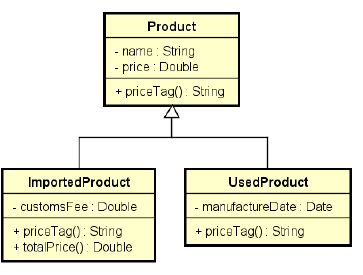 Product
- name : String
- price : Double
+ priceTag() : String
ImportedProduct
- customsFee : Double
+ priceTag() : String
+ totalPrice() : Double
UsedProduct
- manufactureDate : Date
+ priceTag() : String